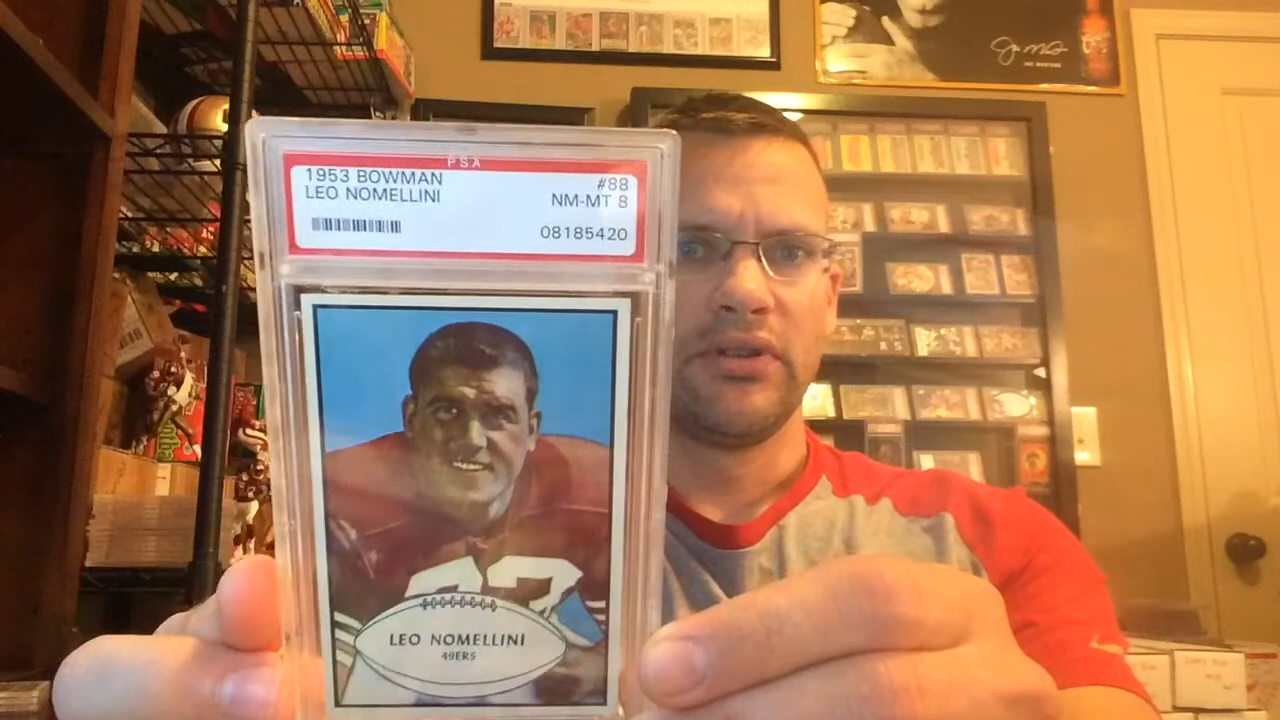 PSA
1953 BOWMAN #88
LEO NOMELLINI NM-MT 8
08185420
LEO NOMELLINI
49ERS